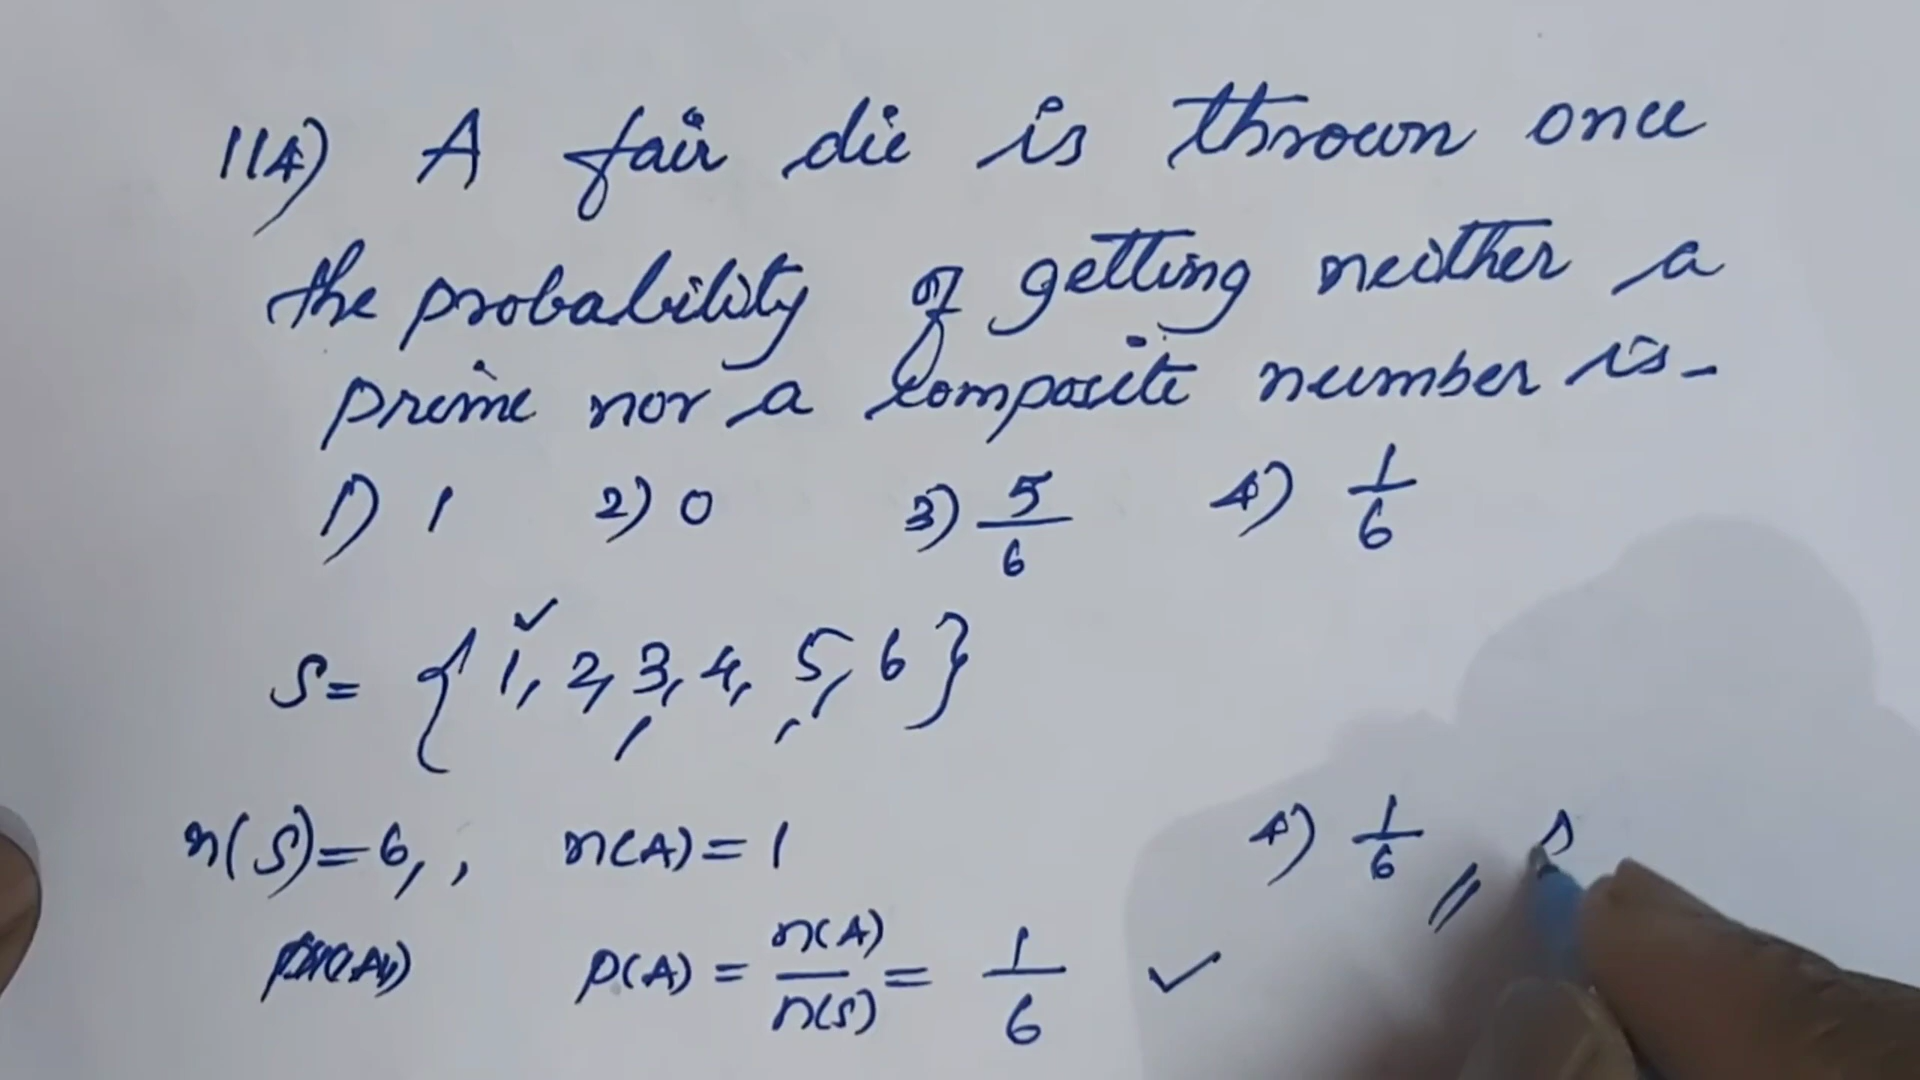 114) A fair die is thrown once
the probability of getting neither a
prime nor a composite number is-
1) 1 2) 0 3) 5/6 4) 1/6
S= { 1, 2, 3, 4, 5, 6 }
n(S)=6,, n(A)=1 4) 1/6
P(A) = n(A)/n(S) = 1/6